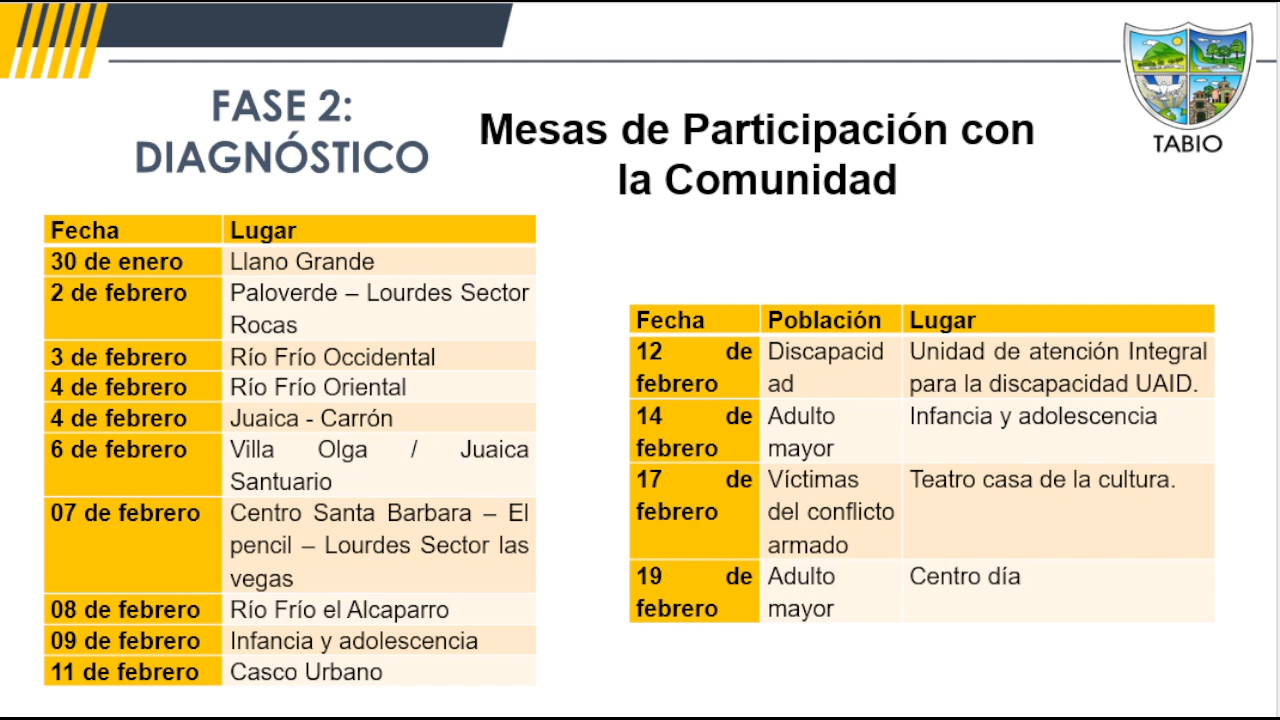 FASE 2:
DIAGNÓSTICO
Mesas de Participación con
la Comunidad
TABIO
Fecha Lugar
30 de enero Llano Grande
2 de febrero Paloverde – Lourdes Sector
Rocas
3 de febrero Río Frío Occidental
4 de febrero Río Frío Oriental
4 de febrero Juaica - Carrón
6 de febrero Villa Olga / Juaica
Santuario
07 de febrero Centro Santa Barbara – El
pencil – Lourdes Sector las
vegas
08 de febrero Río Frío el Alcaparro
09 de febrero Infancia y adolescencia
11 de febrero Casco Urbano
Fecha Población Lugar
12 de Discapacid Unidad de atención Integral
febrero ad para la discapacidad UAID.
14 de Adulto Infancia y adolescencia
febrero mayor
17 de Víctimas Teatro casa de la cultura.
febrero del conflicto
armado
19 de Adulto Centro día
febrero mayor